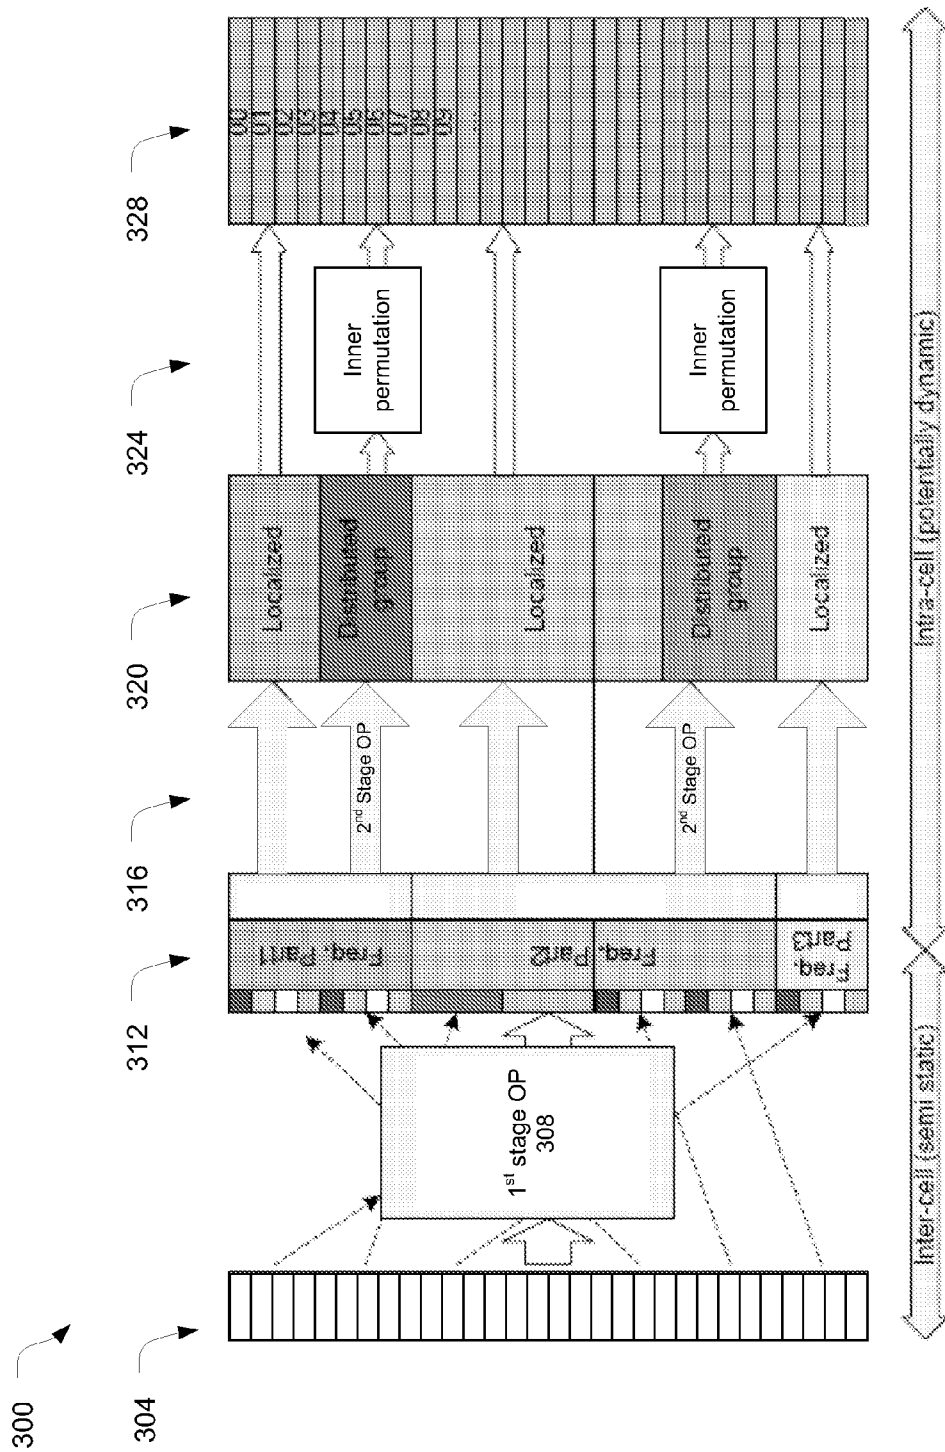 300
304
312
316
320
324
328
1st stage OP
308
Freq. Part1
Freq. Part2
Freq.
Part3
2nd Stage OP
2nd Stage OP
Localized
Distributed
group
Localized
Distributed
group
Localized
Inner
permutation
Inner
permutation
00
01
02
03
04
05
06
07
08
09
...
Inter-cell (semi static)
Intra-cell (potentially dynamic)